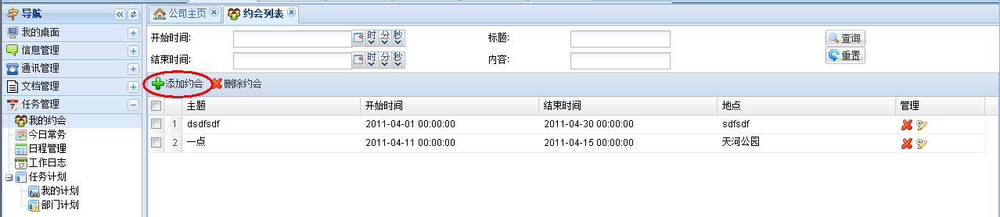 导航
我的桌面
信息管理
通讯管理
文档管理
任务管理
我的约会
今日常务
日程管理
工作日志
任务计划
我的计划
部门计划
公司主页 约会列表
开始时间: 时 分 秒 标题: 查询
结束时间: 时 分 秒 内容: 重置
添加约会 删除约会
主题 开始时间 结束时间 地点 管理
1 dsdfsdf 2011-04-01 00:00:00 2011-04-30 00:00:00 sdfsdf
2 一点 2011-04-11 00:00:00 2011-04-15 00:00:00 天河公园